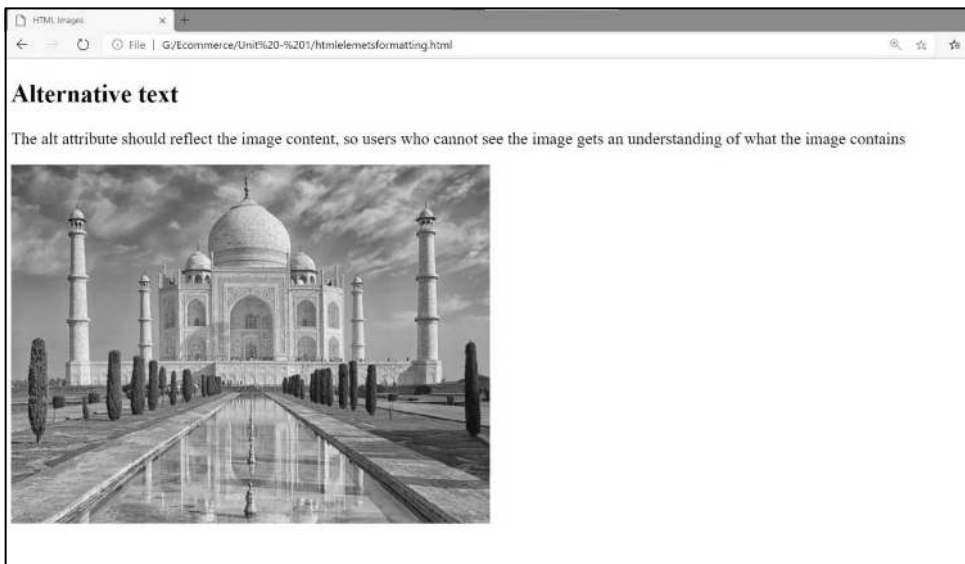 HTML Images
File | G:/Ecommerce/Unit%20-%201/htmlelemetsformatting.html
Alternative text
The alt attribute should reflect the image content, so users who cannot see the image gets an understanding of what the image contains